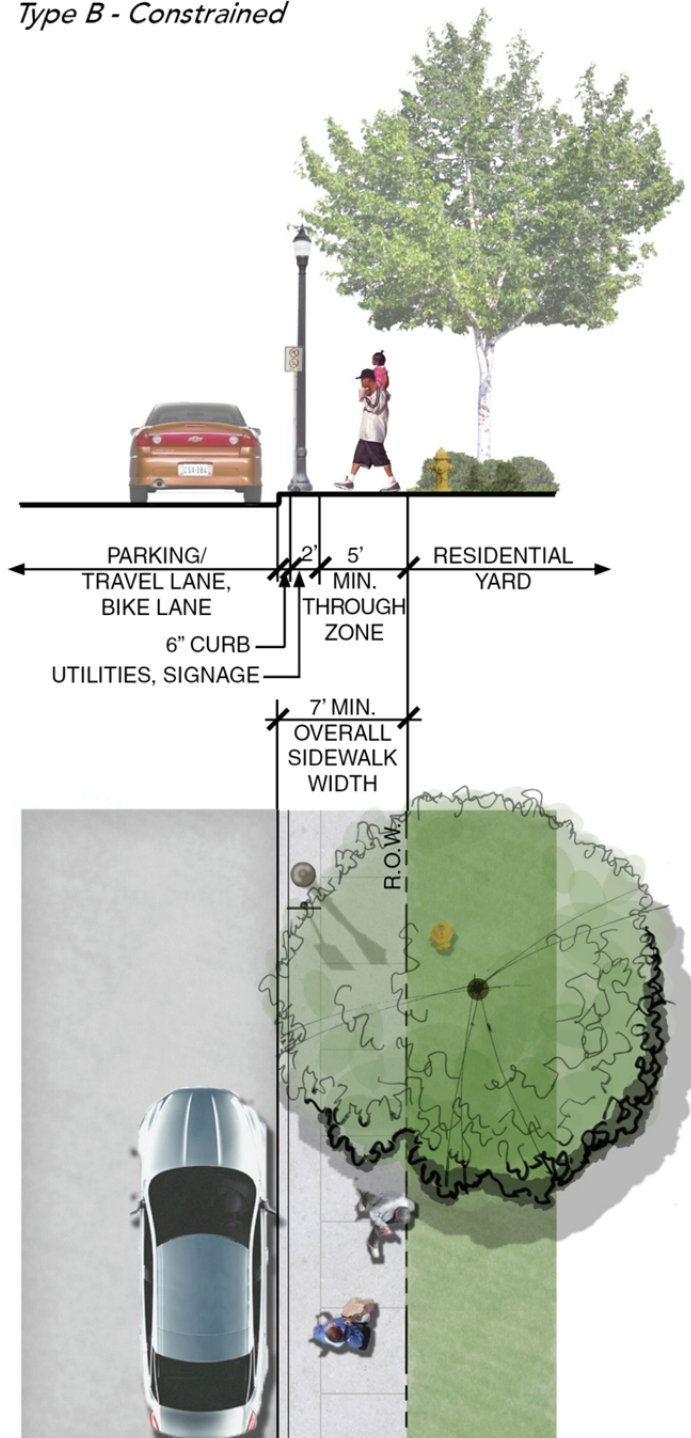 Type B - Constrained
2'
5'
MIN.
THROUGH
ZONE
PARKING/
TRAVEL LANE,
BIKE LANE
RESIDENTIAL
YARD
6” CURB
UTILITIES, SIGNAGE
7’ MIN.
OVERALL
SIDEWALK
WIDTH
R.O.W.